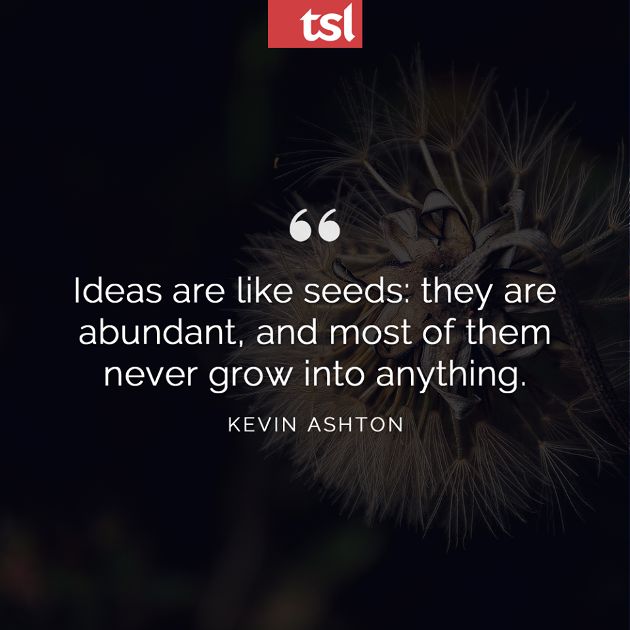 tsl
“
Ideas are like seeds: they are
abundant, and most of them
never grow into anything.
KEVIN ASHTON